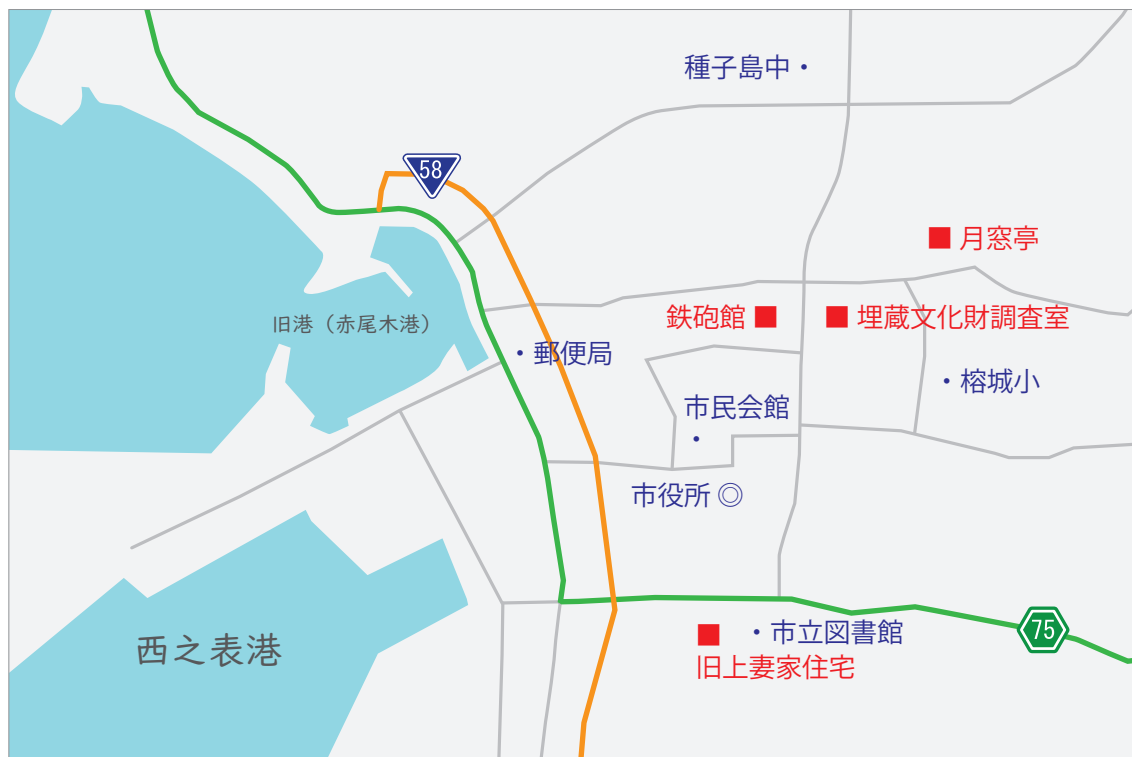 種子島中
58
月窓亭
鉄砲館
埋蔵文化財調査室
旧港（赤尾木港）
郵便局
榕城小
市民会館
市役所
西之表港
市立図書館
75
旧上妻家住宅